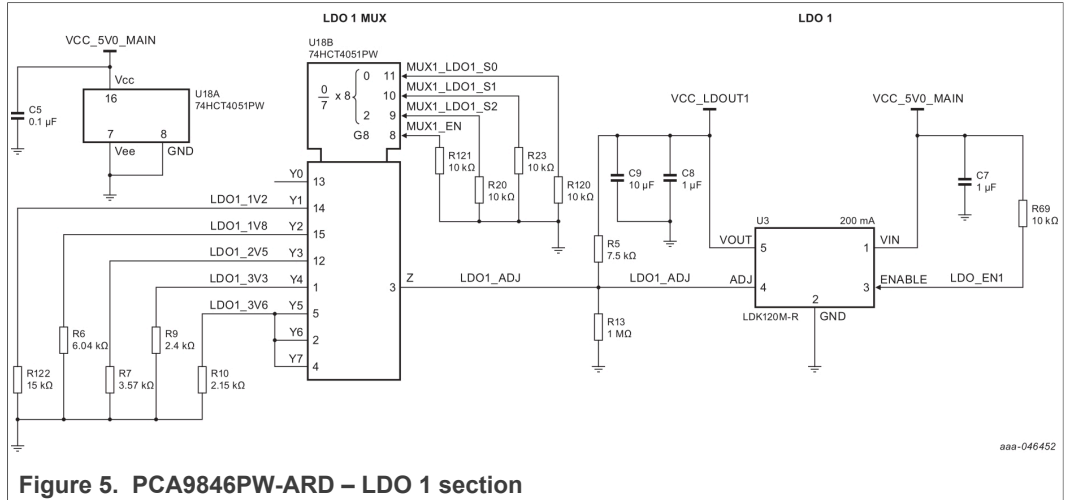 LDO 1 MUX
LDO 1
VCC_5V0_MAIN
C5
0.1 µF
Vcc
16
U18A
74HCT4051PW
7
8
Vee
GND
U18B
74HCT4051PW
0
7
x 8
0
2
G8
11
10
9
8
MUX1_LDO1_S0
MUX1_LDO1_S1
MUX1_LDO1_S2
MUX1_EN
R121
10 kΩ
R20
10 kΩ
R23
10 kΩ
R120
10 kΩ
Y0
13
LDO1_1V2
Y1
14
LDO1_1V8
Y2
15
LDO1_2V5
Y3
12
LDO1_3V3
Y4
1
LDO1_3V6
Y5
5
Y6
2
Y7
4
3
Z
LDO1_ADJ
R122
15 kΩ
R6
6.04 kΩ
R7
3.57 kΩ
R9
2.4 kΩ
R10
2.15 kΩ
VCC_LDOUT1
VCC_5V0_MAIN
C9
10 µF
C8
1 µF
C7
1 µF
R69
10 kΩ
R5
7.5 kΩ
R13
1 MΩ
LDO1_ADJ
U3
200 mA
VOUT
5
1
VIN
ADJ
4
3
ENABLE
LDO_EN1
2
GND
LDK120M-R
aaa-046452
Figure 5. PCA9846PW-ARD – LDO 1 section